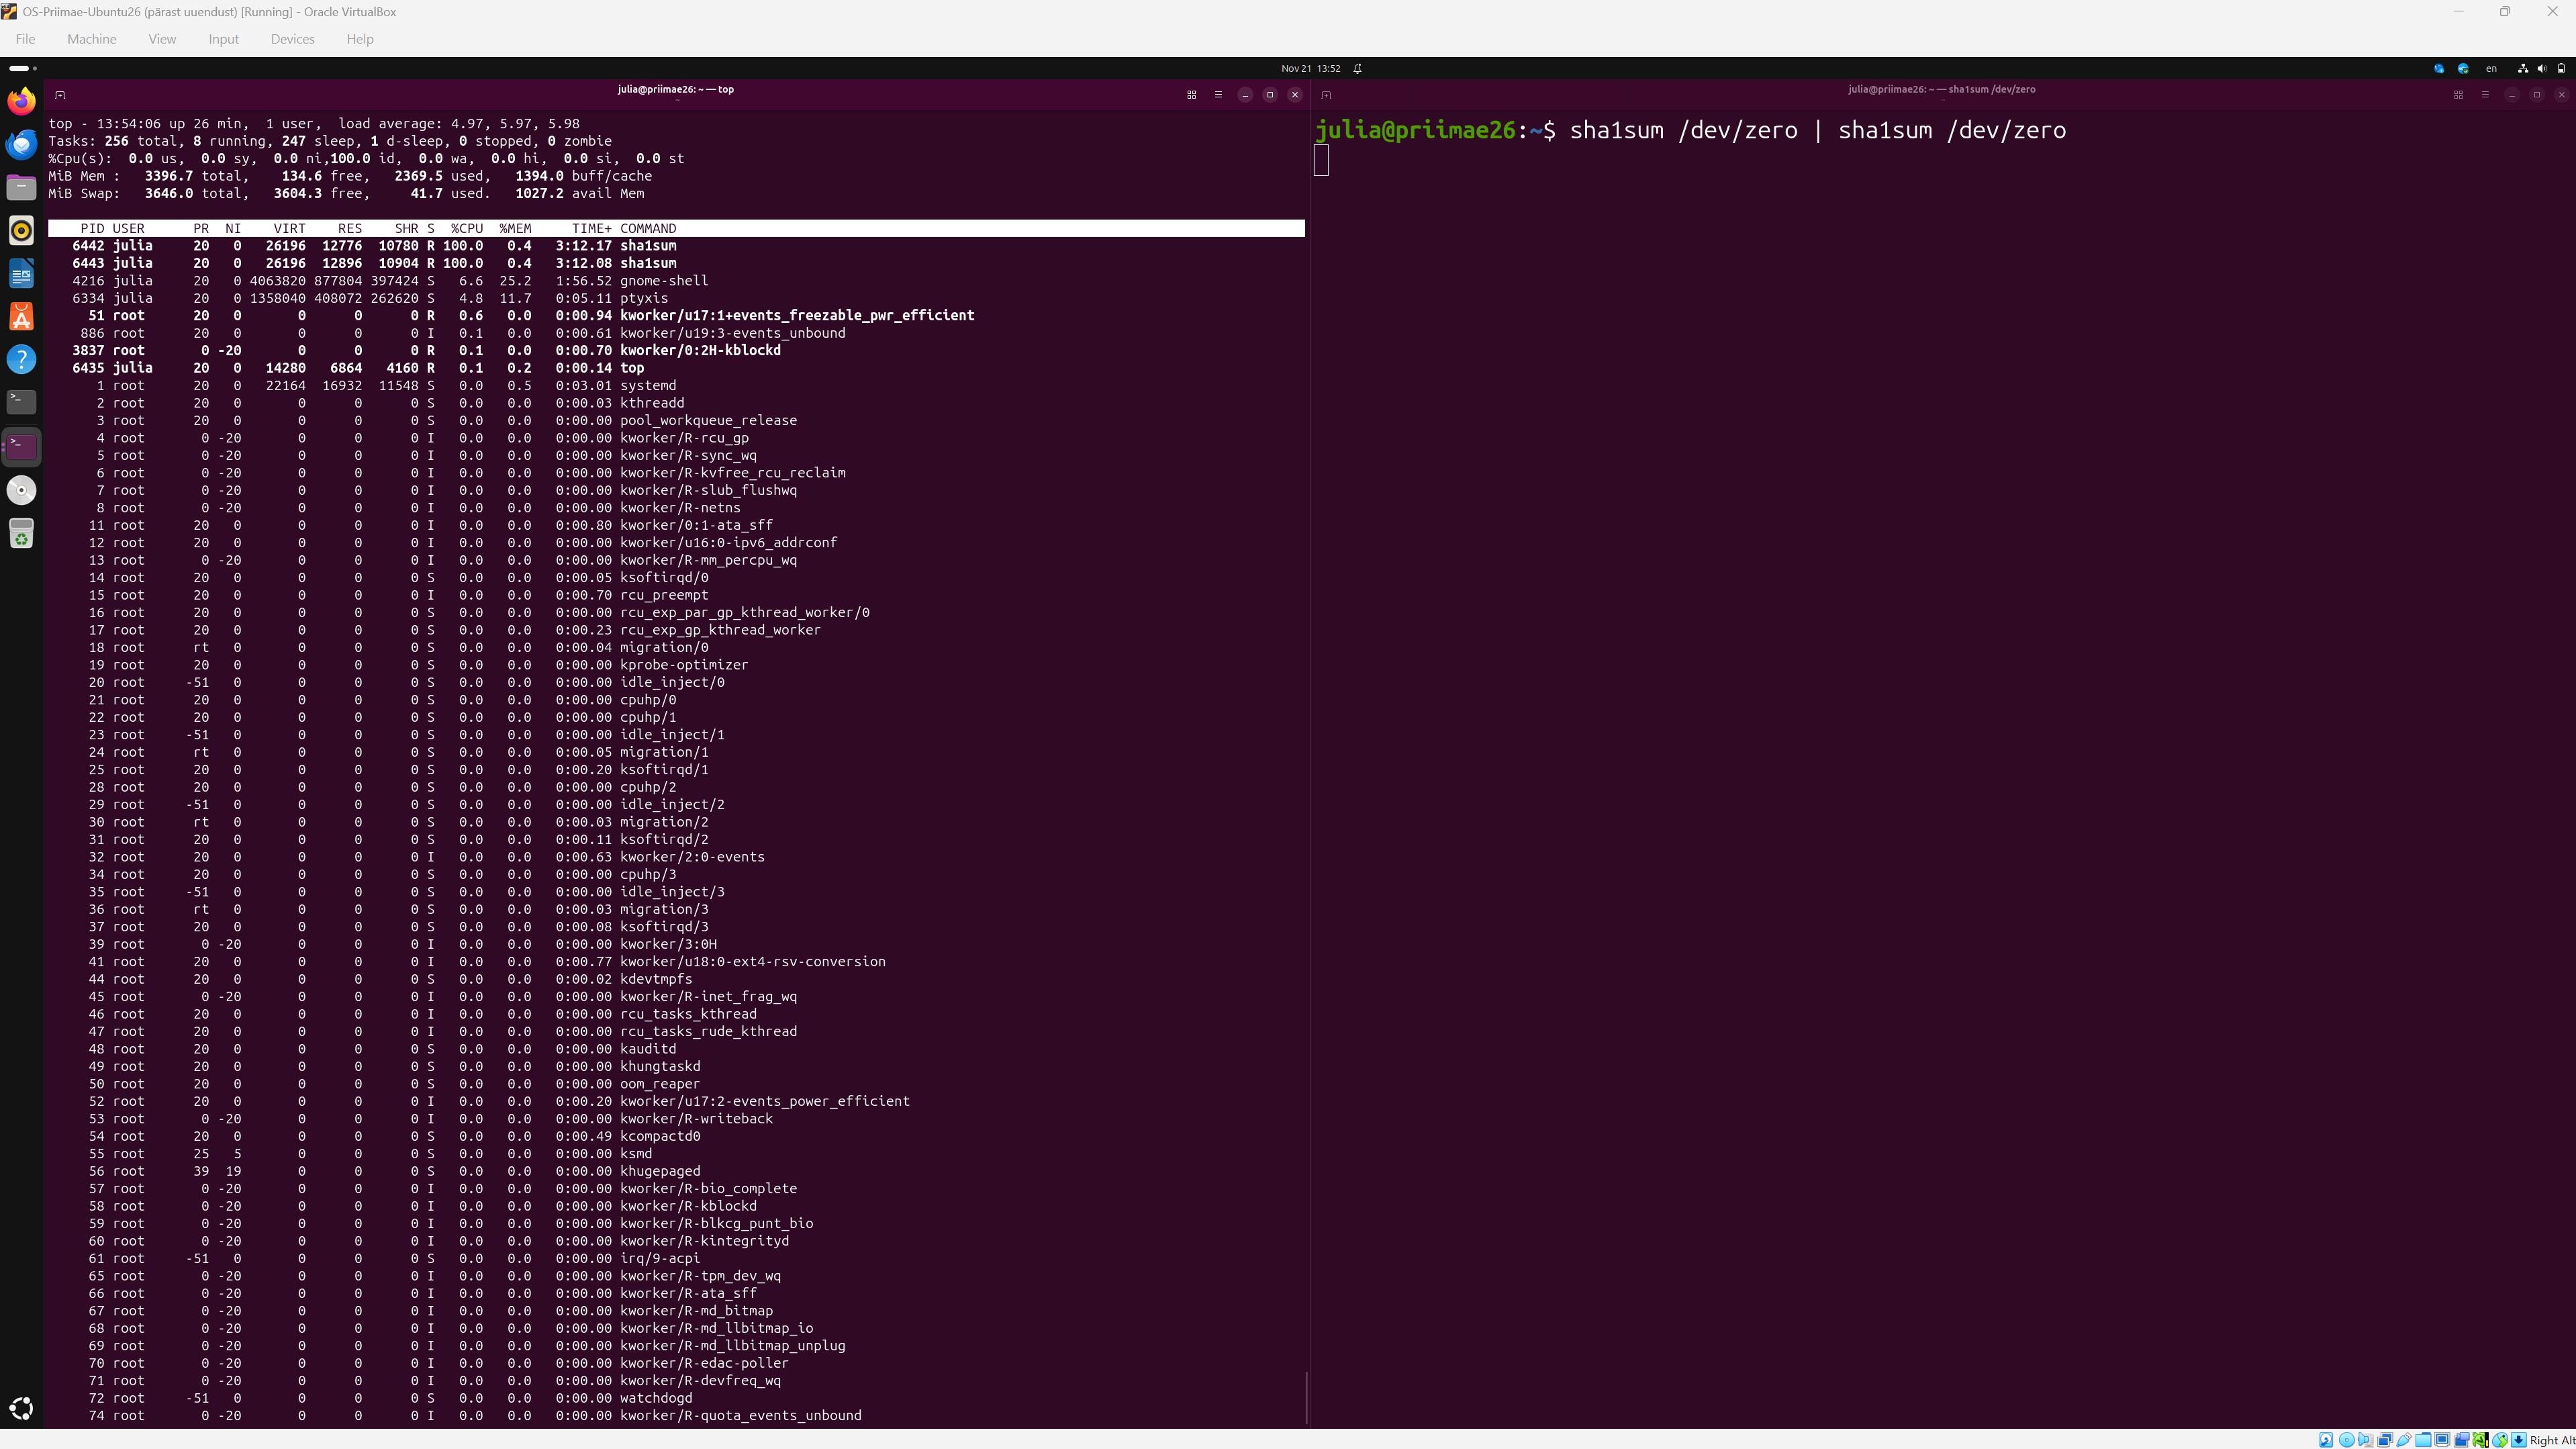 OS-Priimae-Ubuntu26 (pärast uuendust) [Running] - Oracle VirtualBox
File Machine View Input Devices Help
Nov 21 13:52
en
julia@priimae26: ~ — top
top - 13:54:06 up 26 min,  1 user,  load average: 4.97, 5.97, 5.98
Tasks: 256 total, 8 running, 247 sleep, 1 d-sleep, 0 stopped, 0 zombie
%Cpu(s):  0.0 us,  0.0 sy,  0.0 ni,100.0 id,  0.0 wa,  0.0 hi,  0.0 si,  0.0 st
MiB Mem :   3396.7 total,    134.6 free,   2369.5 used,   1394.0 buff/cache
MiB Swap:   3646.0 total,   3604.3 free,     41.7 used.   1027.2 avail Mem
PID USER PR NI VIRT RES SHR S %CPU %MEM TIME+ COMMAND
6442 julia 20 0 26196 12776 10780 R 100.0 0.4 3:12.17 sha1sum
6443 julia 20 0 26196 12896 10904 R 100.0 0.4 3:12.08 sha1sum
4216 julia 20 0 4063820 877804 397424 S 6.6 25.2 1:56.52 gnome-shell
6334 julia 20 0 1358040 408072 262620 S 4.8 11.7 0:05.11 ptyxis
51 root 20 0 0 0 0 R 0.6 0.0 0:00.94 kworker/u17:1+events_freezable_pwr_efficient
886 root 20 0 0 0 0 I 0.1 0.0 0:00.61 kworker/u19:3-events_unbound
3837 root 0 -20 0 0 0 R 0.1 0.0 0:00.70 kworker/0:2H-kblockd
6435 julia 20 0 14280 6864 4160 R 0.1 0.2 0:00.14 top
1 root 20 0 22164 16932 11548 S 0.0 0.5 0:03.01 systemd
2 root 20 0 0 0 0 S 0.0 0.0 0:00.03 kthreadd
3 root 20 0 0 0 0 S 0.0 0.0 0:00.00 pool_workqueue_release
4 root 0 -20 0 0 0 I 0.0 0.0 0:00.00 kworker/R-rcu_gp
5 root 0 -20 0 0 0 I 0.0 0.0 0:00.00 kworker/R-sync_wq
6 root 0 -20 0 0 0 I 0.0 0.0 0:00.00 kworker/R-kvfree_rcu_reclaim
7 root 0 -20 0 0 0 I 0.0 0.0 0:00.00 kworker/R-slub_flushwq
8 root 0 -20 0 0 0 I 0.0 0.0 0:00.00 kworker/R-netns
11 root 20 0 0 0 0 I 0.0 0.0 0:00.80 kworker/0:1-ata_sff
12 root 20 0 0 0 0 I 0.0 0.0 0:00.00 kworker/u16:0-ipv6_addrconf
13 root 0 -20 0 0 0 I 0.0 0.0 0:00.00 kworker/R-mm_percpu_wq
14 root 20 0 0 0 0 S 0.0 0.0 0:00.05 ksoftirqd/0
15 root 20 0 0 0 0 I 0.0 0.0 0:00.70 rcu_preempt
16 root 20 0 0 0 0 S 0.0 0.0 0:00.00 rcu_exp_par_gp_kthread_worker/0
17 root 20 0 0 0 0 S 0.0 0.0 0:00.23 rcu_exp_gp_kthread_worker
18 root rt 0 0 0 0 S 0.0 0.0 0:00.04 migration/0
19 root 20 0 0 0 0 S 0.0 0.0 0:00.00 kprobe-optimizer
20 root -51 0 0 0 0 S 0.0 0.0 0:00.00 idle_inject/0
21 root 20 0 0 0 0 S 0.0 0.0 0:00.00 cpuhp/0
22 root 20 0 0 0 0 S 0.0 0.0 0:00.00 cpuhp/1
23 root -51 0 0 0 0 S 0.0 0.0 0:00.00 idle_inject/1
24 root rt 0 0 0 0 S 0.0 0.0 0:00.05 migration/1
25 root 20 0 0 0 0 S 0.0 0.0 0:00.20 ksoftirqd/1
28 root 20 0 0 0 0 S 0.0 0.0 0:00.00 cpuhp/2
29 root -51 0 0 0 0 S 0.0 0.0 0:00.00 idle_inject/2
30 root rt 0 0 0 0 S 0.0 0.0 0:00.03 migration/2
31 root 20 0 0 0 0 S 0.0 0.0 0:00.11 ksoftirqd/2
32 root 20 0 0 0 0 I 0.0 0.0 0:00.63 kworker/2:0-events
34 root 20 0 0 0 0 S 0.0 0.0 0:00.00 cpuhp/3
35 root -51 0 0 0 0 S 0.0 0.0 0:00.00 idle_inject/3
36 root rt 0 0 0 0 S 0.0 0.0 0:00.03 migration/3
37 root 20 0 0 0 0 S 0.0 0.0 0:00.08 ksoftirqd/3
39 root 0 -20 0 0 0 I 0.0 0.0 0:00.00 kworker/3:0H
41 root 20 0 0 0 0 I 0.0 0.0 0:00.77 kworker/u18:0-ext4-rsv-conversion
44 root 20 0 0 0 0 S 0.0 0.0 0:00.02 kdevtmpfs
45 root 0 -20 0 0 0 I 0.0 0.0 0:00.00 kworker/R-inet_frag_wq
46 root 20 0 0 0 0 I 0.0 0.0 0:00.00 rcu_tasks_kthread
47 root 20 0 0 0 0 I 0.0 0.0 0:00.00 rcu_tasks_rude_kthread
48 root 20 0 0 0 0 S 0.0 0.0 0:00.00 kauditd
49 root 20 0 0 0 0 S 0.0 0.0 0:00.00 khungtaskd
50 root 20 0 0 0 0 S 0.0 0.0 0:00.00 oom_reaper
52 root 20 0 0 0 0 I 0.0 0.0 0:00.20 kworker/u17:2-events_power_efficient
53 root 0 -20 0 0 0 I 0.0 0.0 0:00.00 kworker/R-writeback
54 root 20 0 0 0 0 S 0.0 0.0 0:00.49 kcompactd0
55 root 25 5 0 0 0 S 0.0 0.0 0:00.00 ksmd
56 root 39 19 0 0 0 S 0.0 0.0 0:00.00 khugepaged
57 root 0 -20 0 0 0 I 0.0 0.0 0:00.00 kworker/R-bio_complete
58 root 0 -20 0 0 0 I 0.0 0.0 0:00.00 kworker/R-kblockd
59 root 0 -20 0 0 0 I 0.0 0.0 0:00.00 kworker/R-blkcg_punt_bio
60 root 0 -20 0 0 0 I 0.0 0.0 0:00.00 kworker/R-kintegrityd
61 root -51 0 0 0 0 S 0.0 0.0 0:00.00 irq/9-acpi
65 root 0 -20 0 0 0 I 0.0 0.0 0:00.00 kworker/R-tpm_dev_wq
66 root 0 -20 0 0 0 I 0.0 0.0 0:00.00 kworker/R-ata_sff
67 root 0 -20 0 0 0 I 0.0 0.0 0:00.00 kworker/R-md_bitmap
68 root 0 -20 0 0 0 I 0.0 0.0 0:00.00 kworker/R-md_llbitmap_io
69 root 0 -20 0 0 0 I 0.0 0.0 0:00.00 kworker/R-md_llbitmap_unplug
70 root 0 -20 0 0 0 I 0.0 0.0 0:00.00 kworker/R-edac-poller
71 root 0 -20 0 0 0 I 0.0 0.0 0:00.00 kworker/R-devfreq_wq
72 root -51 0 0 0 0 S 0.0 0.0 0:00.00 watchdogd
74 root 0 -20 0 0 0 I 0.0 0.0 0:00.00 kworker/R-quota_events_unbound
julia@priimae26: ~ — sha1sum /dev/zero
julia@priimae26:~$ sha1sum /dev/zero | sha1sum /dev/zero
Right Alt